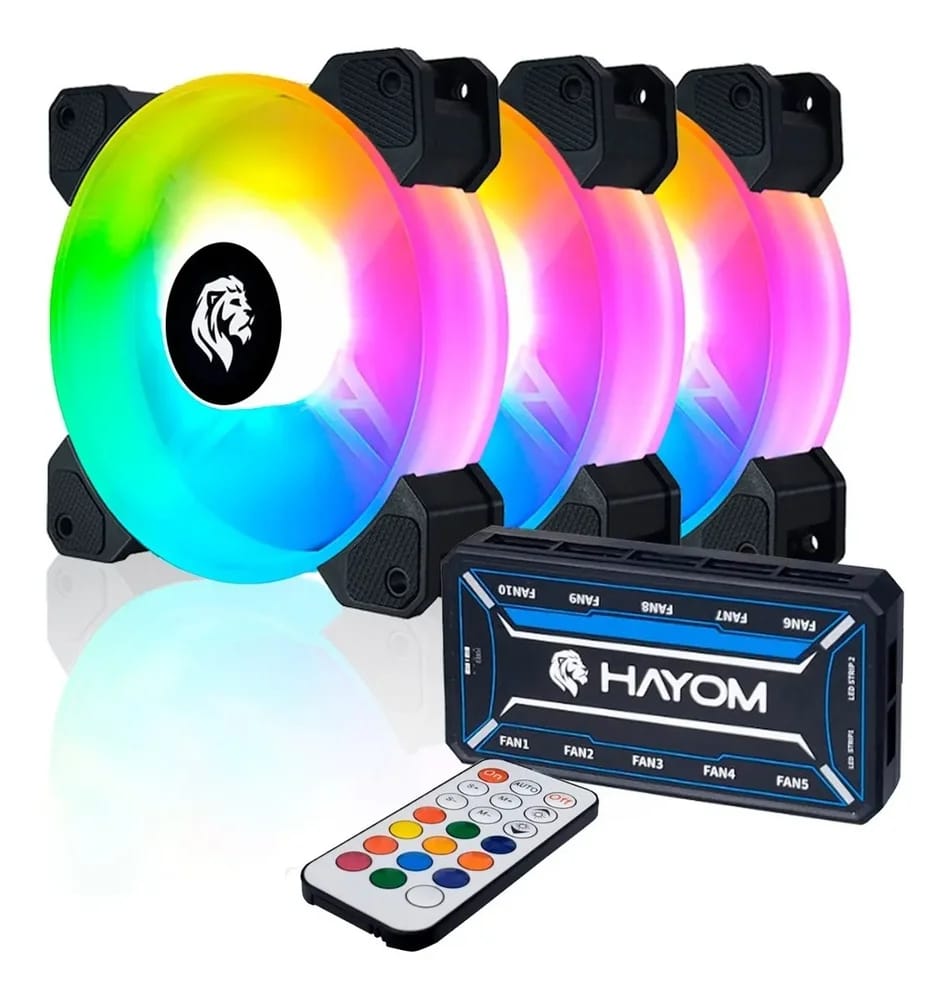 FAN10 FAN9 FAN8 FAN7 FAN6
HAYOM
LED STRIP 2
LED STRIP1
FAN1 FAN2 FAN3 FAN4 FAN5
On AUTO Off
S+ M+
S- M-